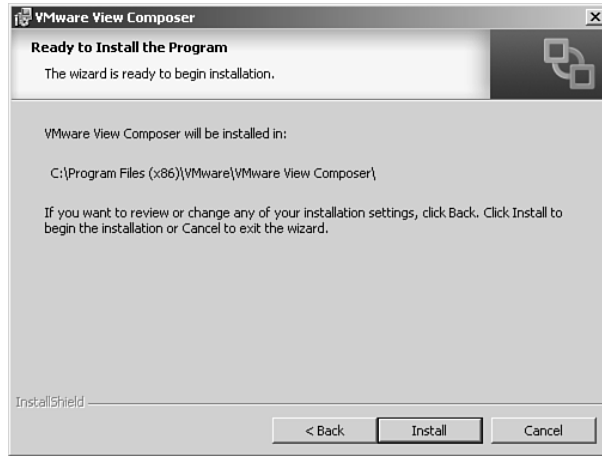 VMware View Composer
Ready to Install the Program
The wizard is ready to begin installation.
VMware View Composer will be installed in:
C:\Program Files (x86)\VMware\VMware View Composer\
If you want to review or change any of your installation settings, click Back. Click Install to
begin the installation or Cancel to exit the wizard.
InstallShield
< Back Install Cancel